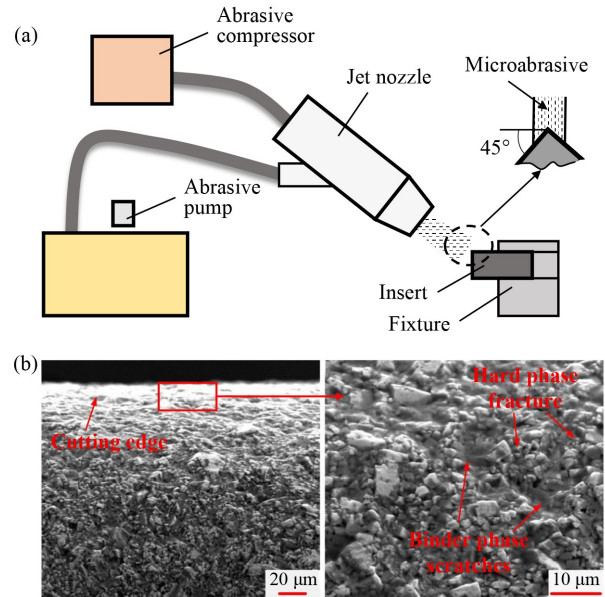 (a)
Abrasive
compressor
Jet nozzle
Microabrasive
45°
Abrasive
pump
Insert
Fixture
(b)
Cutting edge
20 μm
Hard phase
fracture
Binder phase
scratches
10 μm